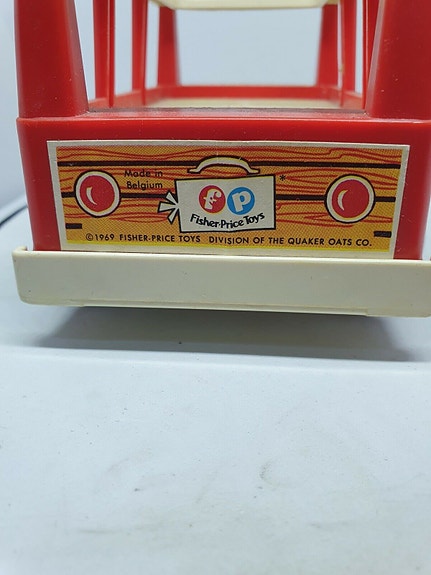 Made in
Belgium
*
fp
Fisher-Price Toys
©1969 FISHER-PRICE TOYS DIVISION OF THE QUAKER OATS CO.